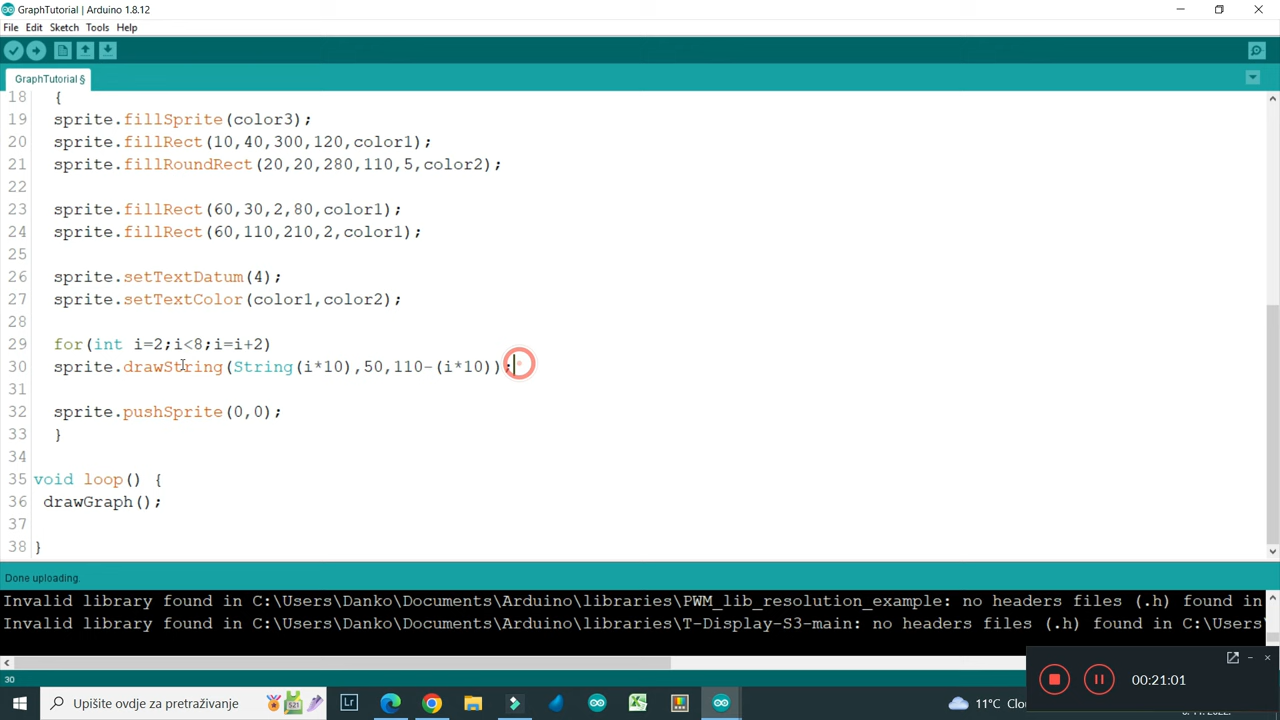 GraphTutorial | Arduino 1.8.12
File Edit Sketch Tools Help
GraphTutorial §
18 {
19 sprite.fillSprite(color3);
20 sprite.fillRect(10,40,300,120,color1);
21 sprite.fillRoundRect(20,20,280,110,5,color2);
22
23 sprite.fillRect(60,30,2,80,color1);
24 sprite.fillRect(60,110,210,2,color1);
25
26 sprite.setTextDatum(4);
27 sprite.setTextColor(color1,color2);
28
29 for(int i=2;i<8;i=i+2)
30 sprite.drawString(String(i*10),50,110-(i*10));
31
32 sprite.pushSprite(0,0);
33 }
34
35 void loop() {
36 drawGraph();
37
38 }
Done uploading.
Invalid library found in C:\Users\Danko\Documents\Arduino\libraries\PWM_lib_resolution_example: no headers files (.h) found in
Invalid library found in C:\Users\Danko\Documents\Arduino\libraries\T-Display-S3-main: no headers files (.h) found in C:\Users\
30
00:21:01
Upišite ovdje za pretraživanje
521
Lr
11°C Clou